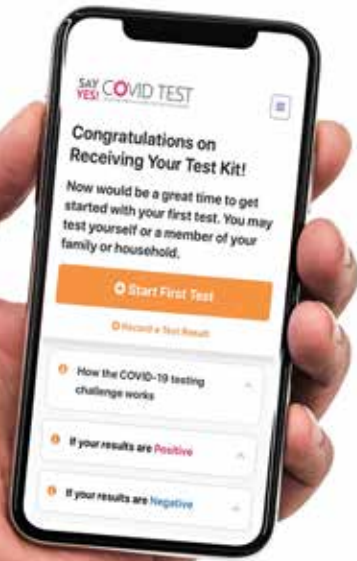 SAY
YES! COVID TEST
Congratulations on
Receiving Your Test Kit!
Now would be a great time to get
started with your first test. You may
test yourself or a member of your
family or household.
Start First Test
Record a Test Result
How the COVID-19 testing
challenge works
If your results are Positive
If your results are Negative